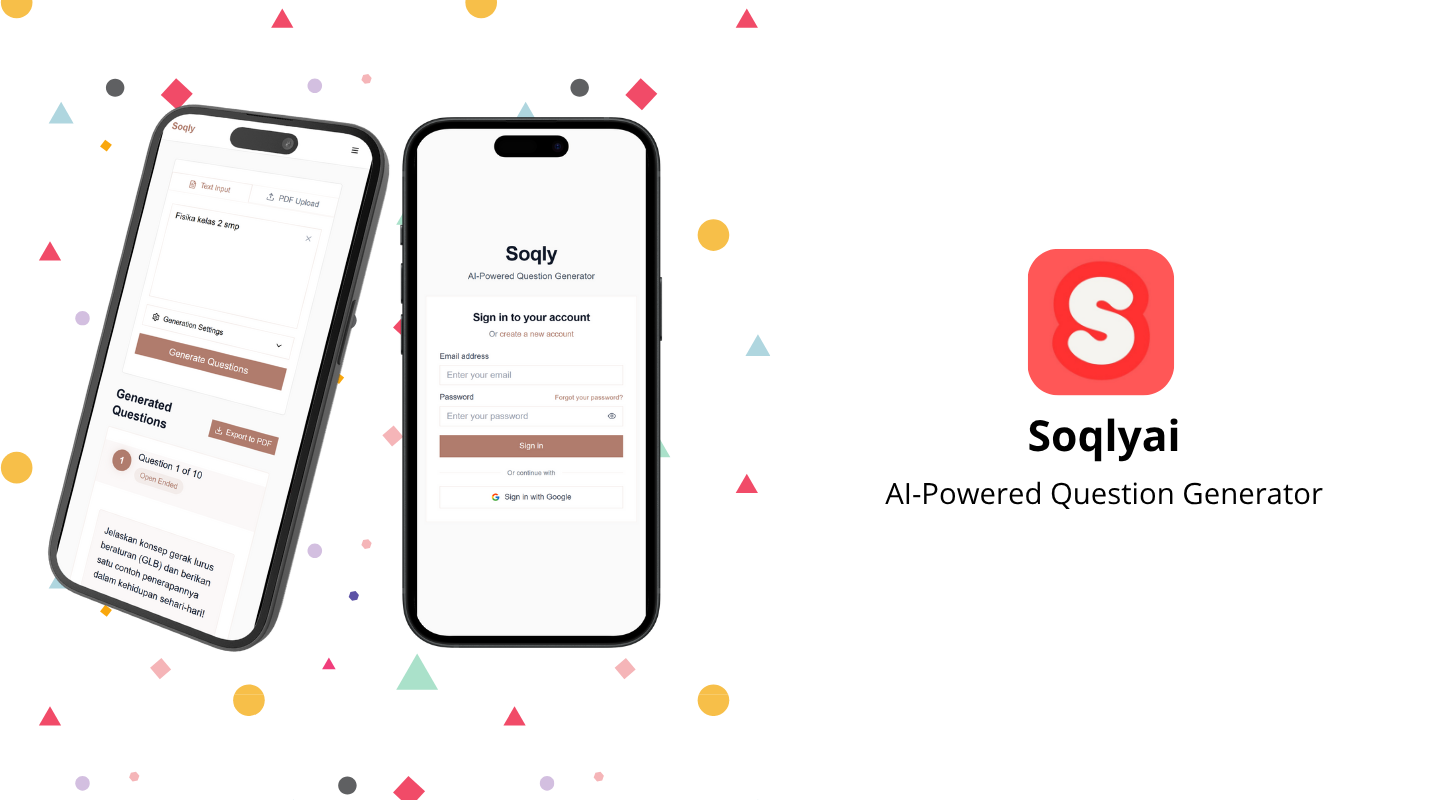 Soqly
Text Input
PDF Upload
Fisika kelas 2 smp
Generation Settings
Generate Questions
Generated
Questions
Export to PDF
1
Question 1 of 10
Open Ended
Jelaskan konsep gerak lurus
beraturan (GLB) dan berikan
satu contoh penerapannya
dalam kehidupan sehari-hari!
Soqly
AI-Powered Question Generator
Sign in to your account
Or create a new account
Email address
Enter your email
Password
Forgot your password?
Enter your password
Sign in
Or continue with
Sign in with Google
S
Soqlyai
AI-Powered Question Generator